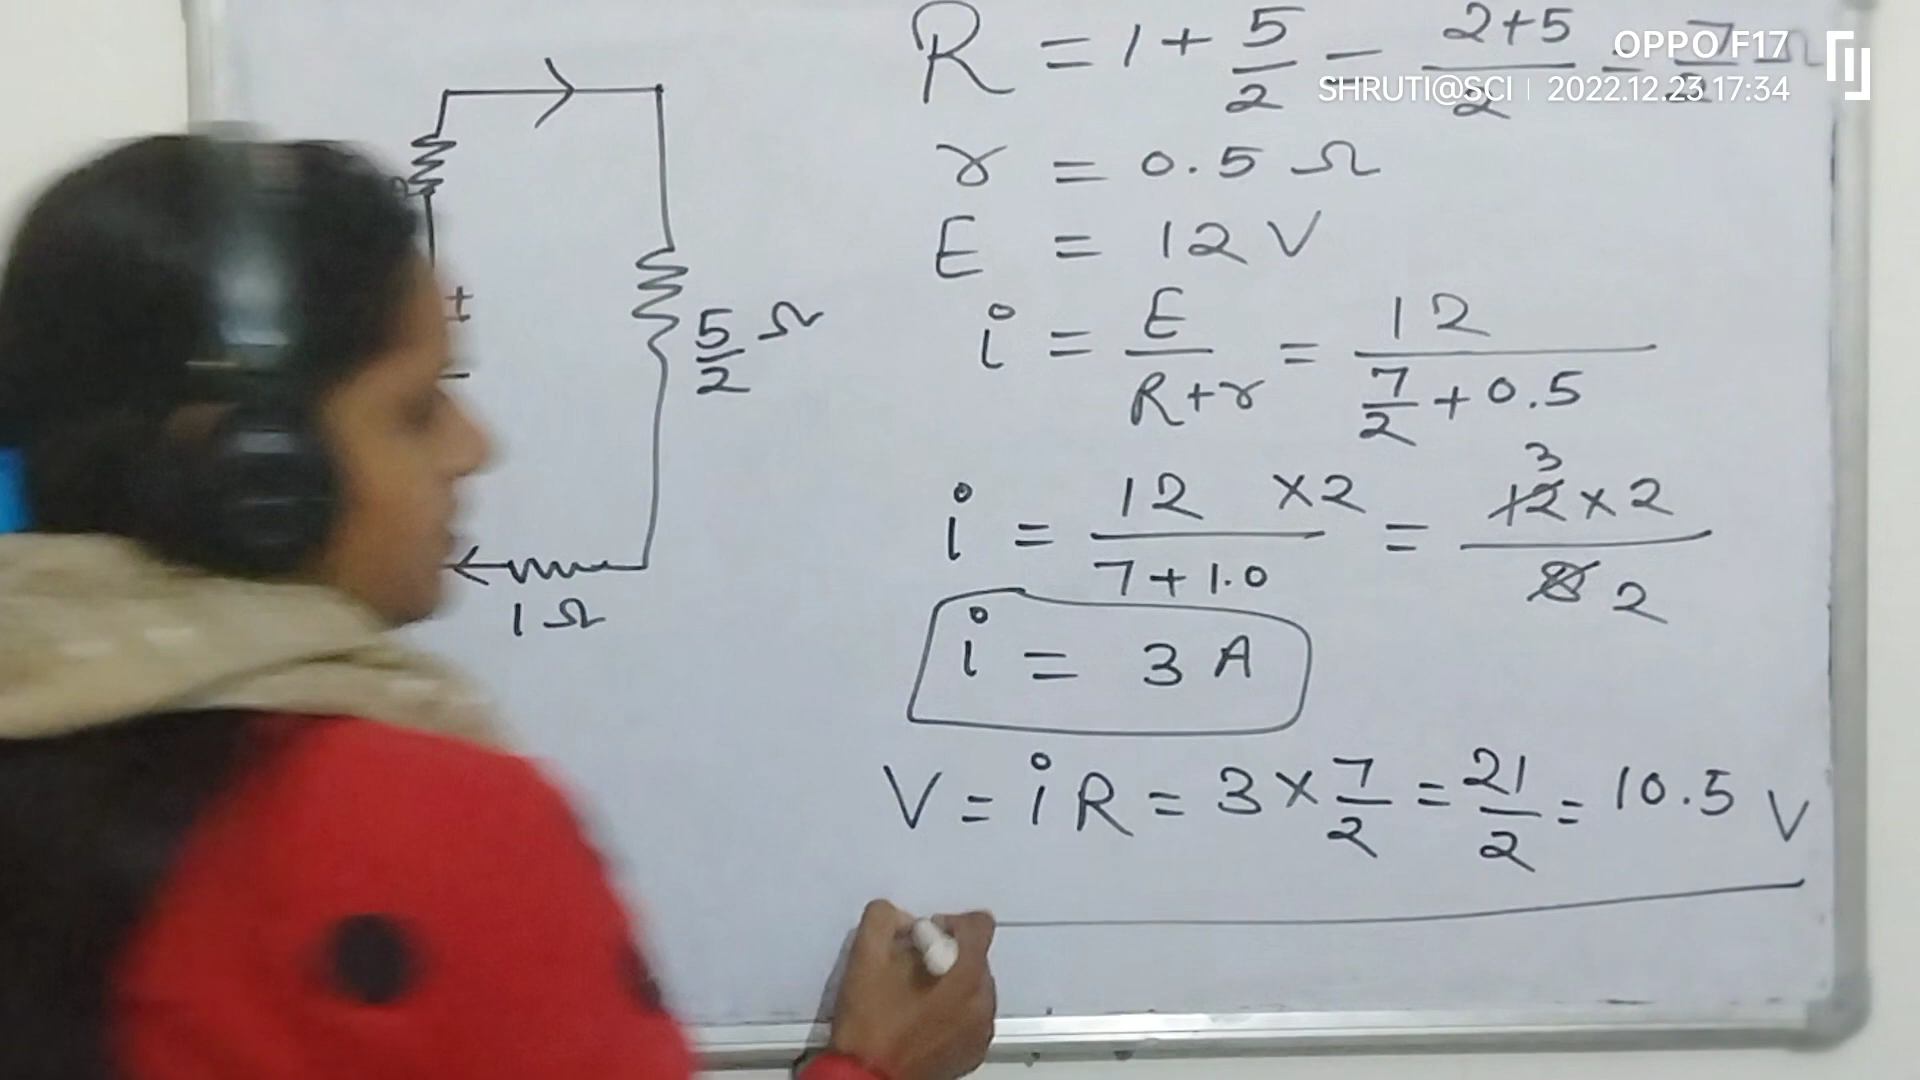 R = 1 + 5/2 = 2+5/2 = 7/2 Ω
OPPO F17
SHRUTI@SCI | 2022.12.23 17:34
r = 0.5 Ω
E = 12 V
i = E/R+r = 12/7/2+0.5
i = 12 ×2/7+1.0 = 12×2/8 3 2
i = 3 A
V = iR = 3×7/2 = 21/2 = 10.5 V
+
-
5/2 Ω
1 Ω